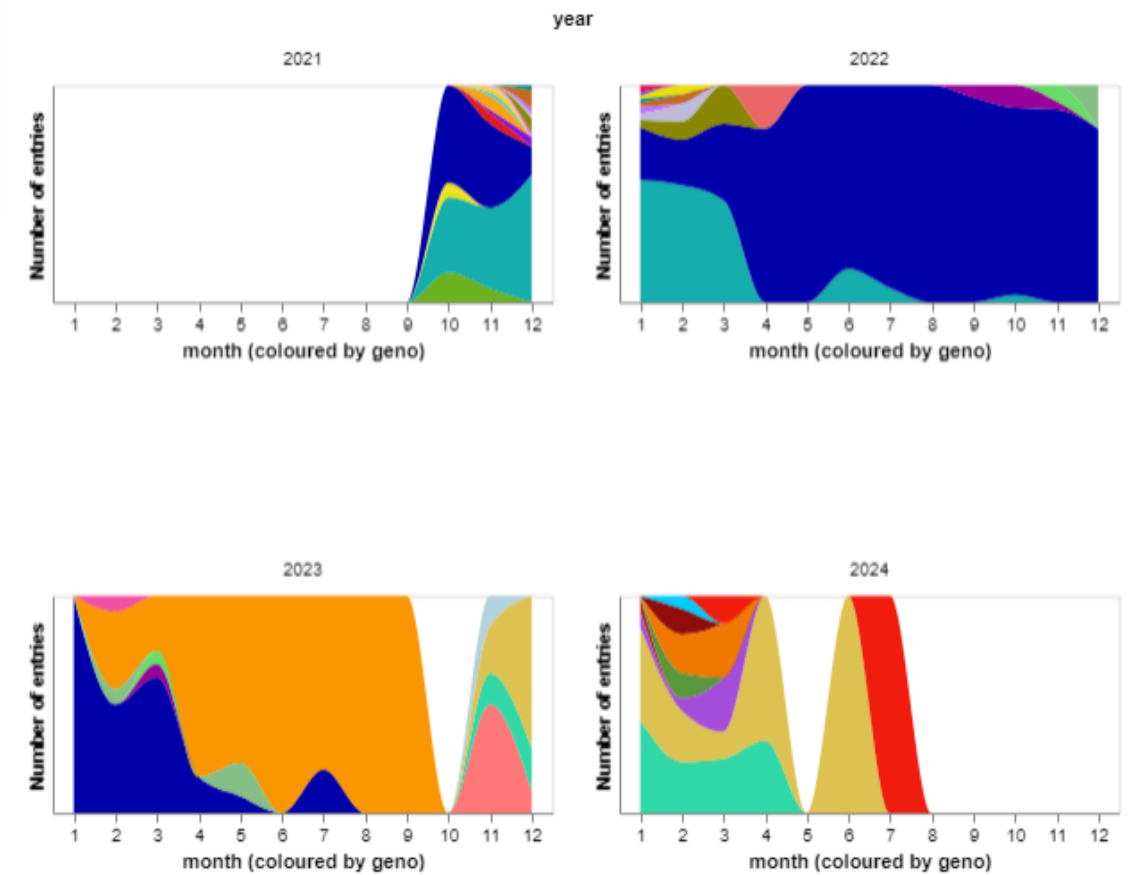 year
2021
2022
Number of entries
Number of entries
1 2 3 4 5 6 7 8 9 10 11 12
1 2 3 4 5 6 7 8 9 10 11 12
month (coloured by geno)
month (coloured by geno)
2023
2024
Number of entries
Number of entries
1 2 3 4 5 6 7 8 9 10 11 12
1 2 3 4 5 6 7 8 9 10 11 12
month (coloured by geno)
month (coloured by geno)